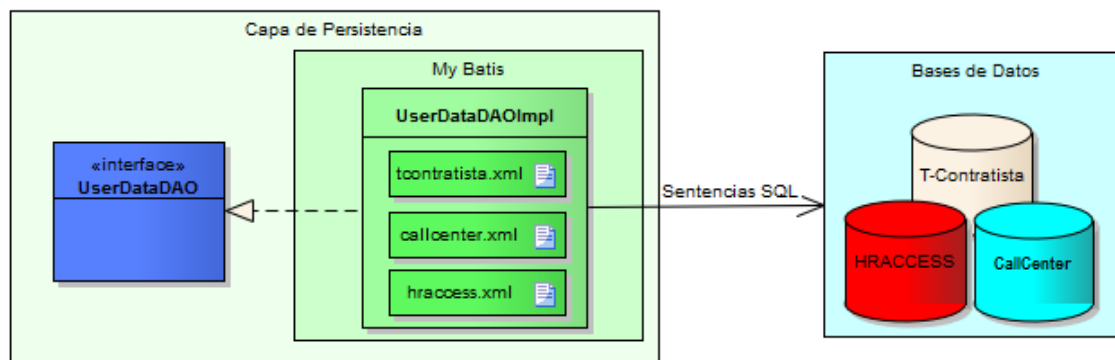 Capa de Persistencia
My Batis
UserDataDAOImpl
tcontratista.xml
callcenter.xml
hraccess.xml
«interface»
UserDataDAO
Sentencias SQL
Bases de Datos
T-Contratista
HRACCESS
CallCenter